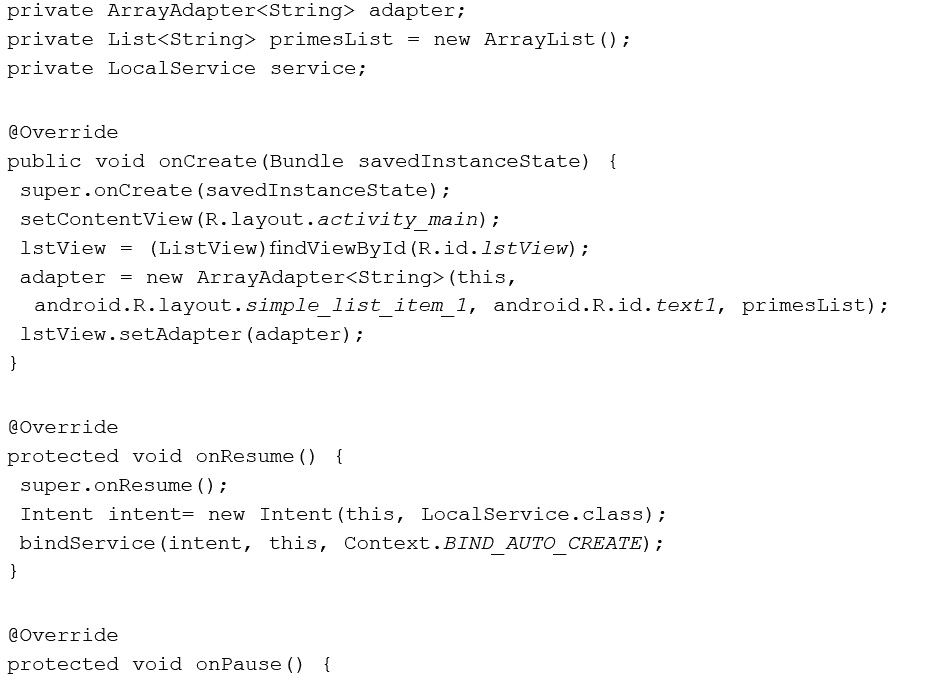 private ArrayAdapter<String> adapter;
private List<String> primesList = new ArrayList();
private LocalService service;
@Override
public void onCreate(Bundle savedInstanceState) {
super.onCreate(savedInstanceState);
setContentView(R.layout.activity_main);
lstView = (ListView)findViewById(R.id.lstView);
adapter = new ArrayAdapter<String>(this,
android.R.layout.simple_list_item_1, android.R.id.text1, primesList);
lstView.setAdapter(adapter);
}
@Override
protected void onResume() {
super.onResume();
Intent intent= new Intent(this, LocalService.class);
bindService(intent, this, Context.BIND_AUTO_CREATE);
}
@Override
protected void onPause() {